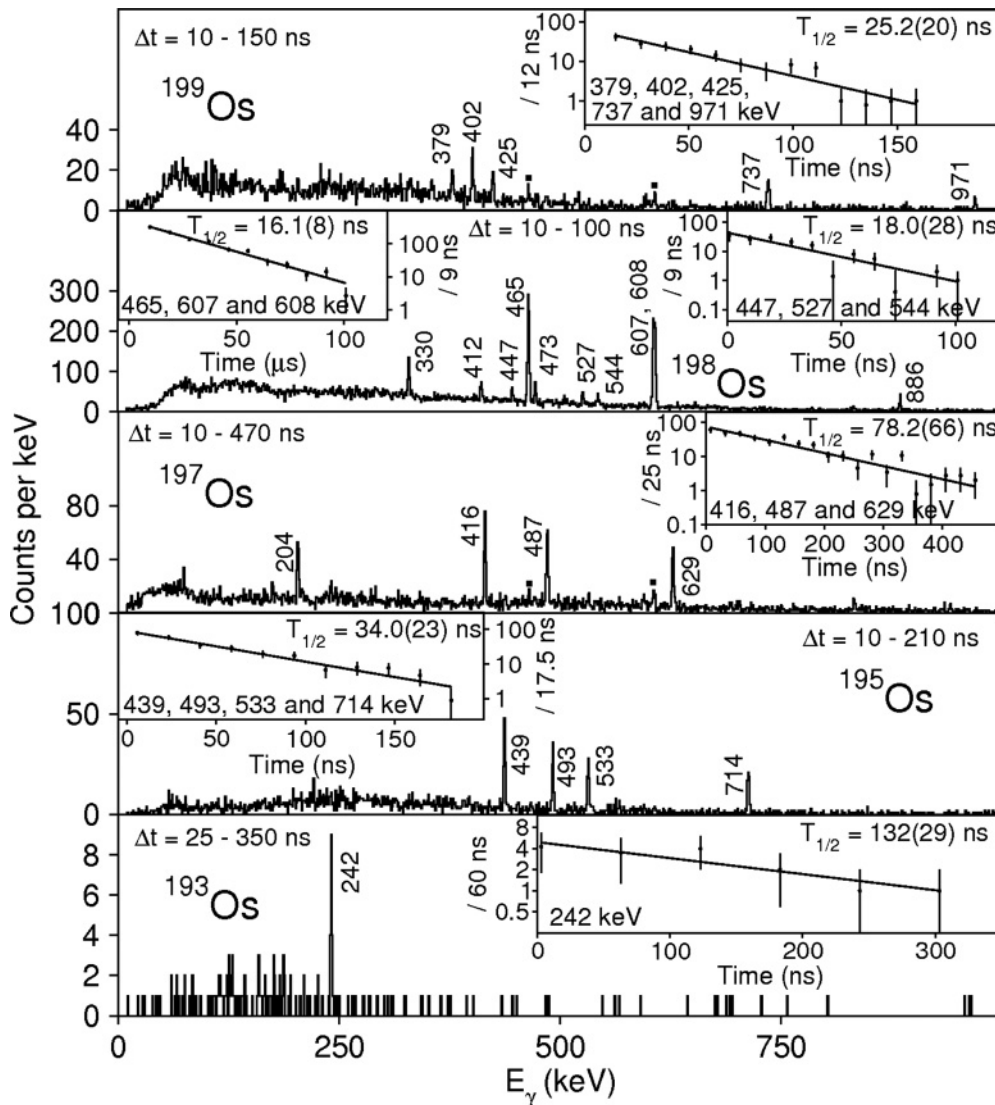 Δt = 10 - 150 ns
¹⁹⁹Os
379
402
425
737
971
/ 12 ns
100
10
1
T₁/₂ = 25.2(20) ns
379, 402, 425,
737 and 971 keV
0 50 100 150
Time (ns)
40
20
0
Δt = 10 - 100 ns
¹⁹⁸Os
T₁/₂ = 16.1(8) ns
465, 607 and 608 keV
100
10
1
/ 9 ns
0 50 100
Time (μs)
T₁/₂ = 18.0(28) ns
447, 527 and 544 keV
/ 9 ns
100
10
1
0.1
0 50 100
Time (ns)
330
412
447
465
473
527
544
607, 608
886
300
200
100
0
Δt = 10 - 470 ns
¹⁹⁷Os
204
416
487
629
/ 25 ns
100
10
1
0.1
T₁/₂ = 78.2(66) ns
416, 487 and 629 keV
0 100 200 300 400
Time (ns)
80
40
0
Counts per keV
Δt = 10 - 210 ns
¹⁹⁵Os
T₁/₂ = 34.0(23) ns
439, 493, 533 and 714 keV
100
10
1
/ 17.5 ns
0 50 100 150
Time (ns)
439
493
533
714
100
50
0
Δt = 25 - 350 ns
¹⁹³Os
242
/ 60 ns
8
4
2
1
0.5
T₁/₂ = 132(29) ns
242 keV
0 100 200 300
Time (ns)
8
6
4
2
0
0 250 500 750
Eγ (keV)